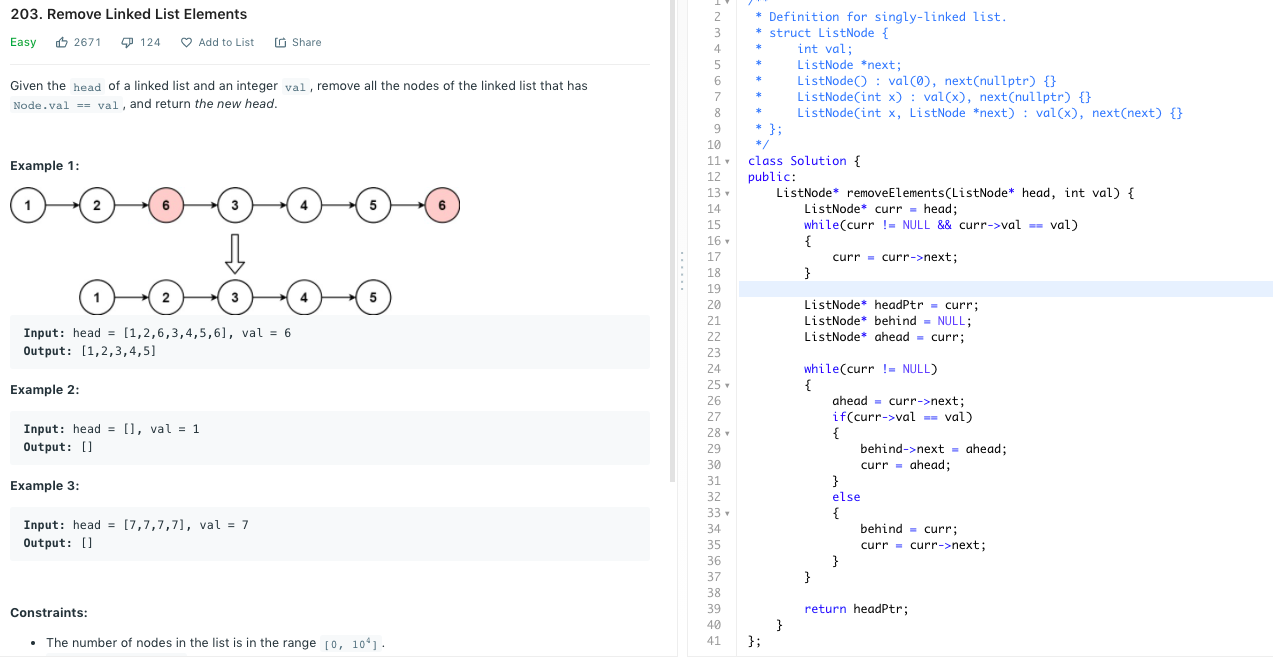 203. Remove Linked List Elements
Easy 2671 124 Add to List Share
Given the head of a linked list and an integer val, remove all the nodes of the linked list that has
Node.val == val, and return the new head.
Example 1:
1 2 6 3 4 5 6
1 2 3 4 5
Input: head = [1,2,6,3,4,5,6], val = 6
Output: [1,2,3,4,5]
Example 2:
Input: head = [], val = 1
Output: []
Example 3:
Input: head = [7,7,7,7], val = 7
Output: []
Constraints:
• The number of nodes in the list is in the range [0, 10⁴].
1 /**
2 * Definition for singly-linked list.
3 * struct ListNode {
4 *     int val;
5 *     ListNode *next;
6 *     ListNode() : val(0), next(nullptr) {}
7 *     ListNode(int x) : val(x), next(nullptr) {}
8 *     ListNode(int x, ListNode *next) : val(x), next(next) {}
9 * };
10 */
11 class Solution {
12 public:
13     ListNode* removeElements(ListNode* head, int val) {
14         ListNode* curr = head;
15         while(curr != NULL && curr->val == val)
16         {
17             curr = curr->next;
18         }
19
20         ListNode* headPtr = curr;
21         ListNode* behind = NULL;
22         ListNode* ahead = curr;
23
24         while(curr != NULL)
25         {
26             ahead = curr->next;
27             if(curr->val == val)
28             {
29                 behind->next = ahead;
30                 curr = ahead;
31             }
32             else
33             {
34                 behind = curr;
35                 curr = curr->next;
36             }
37         }
38
39         return headPtr;
40     }
41 };